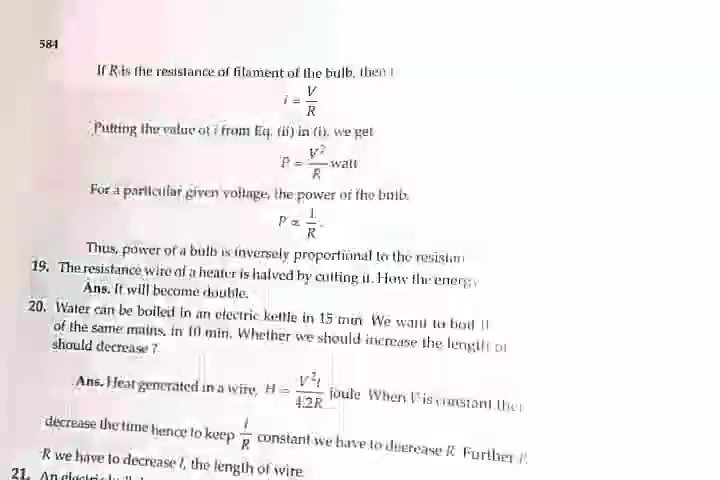 584
If R is the resistance of filament of the bulb, then
i = V/R
Putting the value of i from Eq. (ii) in (i), we get
P = V²/R watt
For a particular given voltage, the power of the bulb.
P ∝ 1/R.
Thus, power of a bulb is inversely proportional to the
19. The resistance wire of a heater is halved by cutting it. How the energy
Ans. It will become double.
20. Water can be boiled in an electric kettle in 15 min. We want to boil
of the same mains, in 10 min. Whether we should increase the length or
should decrease ?
Ans. Heat generated in a wire, H = V²t/4.2R joule. When V is constant then
decrease the time hence to keep t/R constant we have to decrease R. Further
R we have to decrease l, the length of wire.
21. An electric